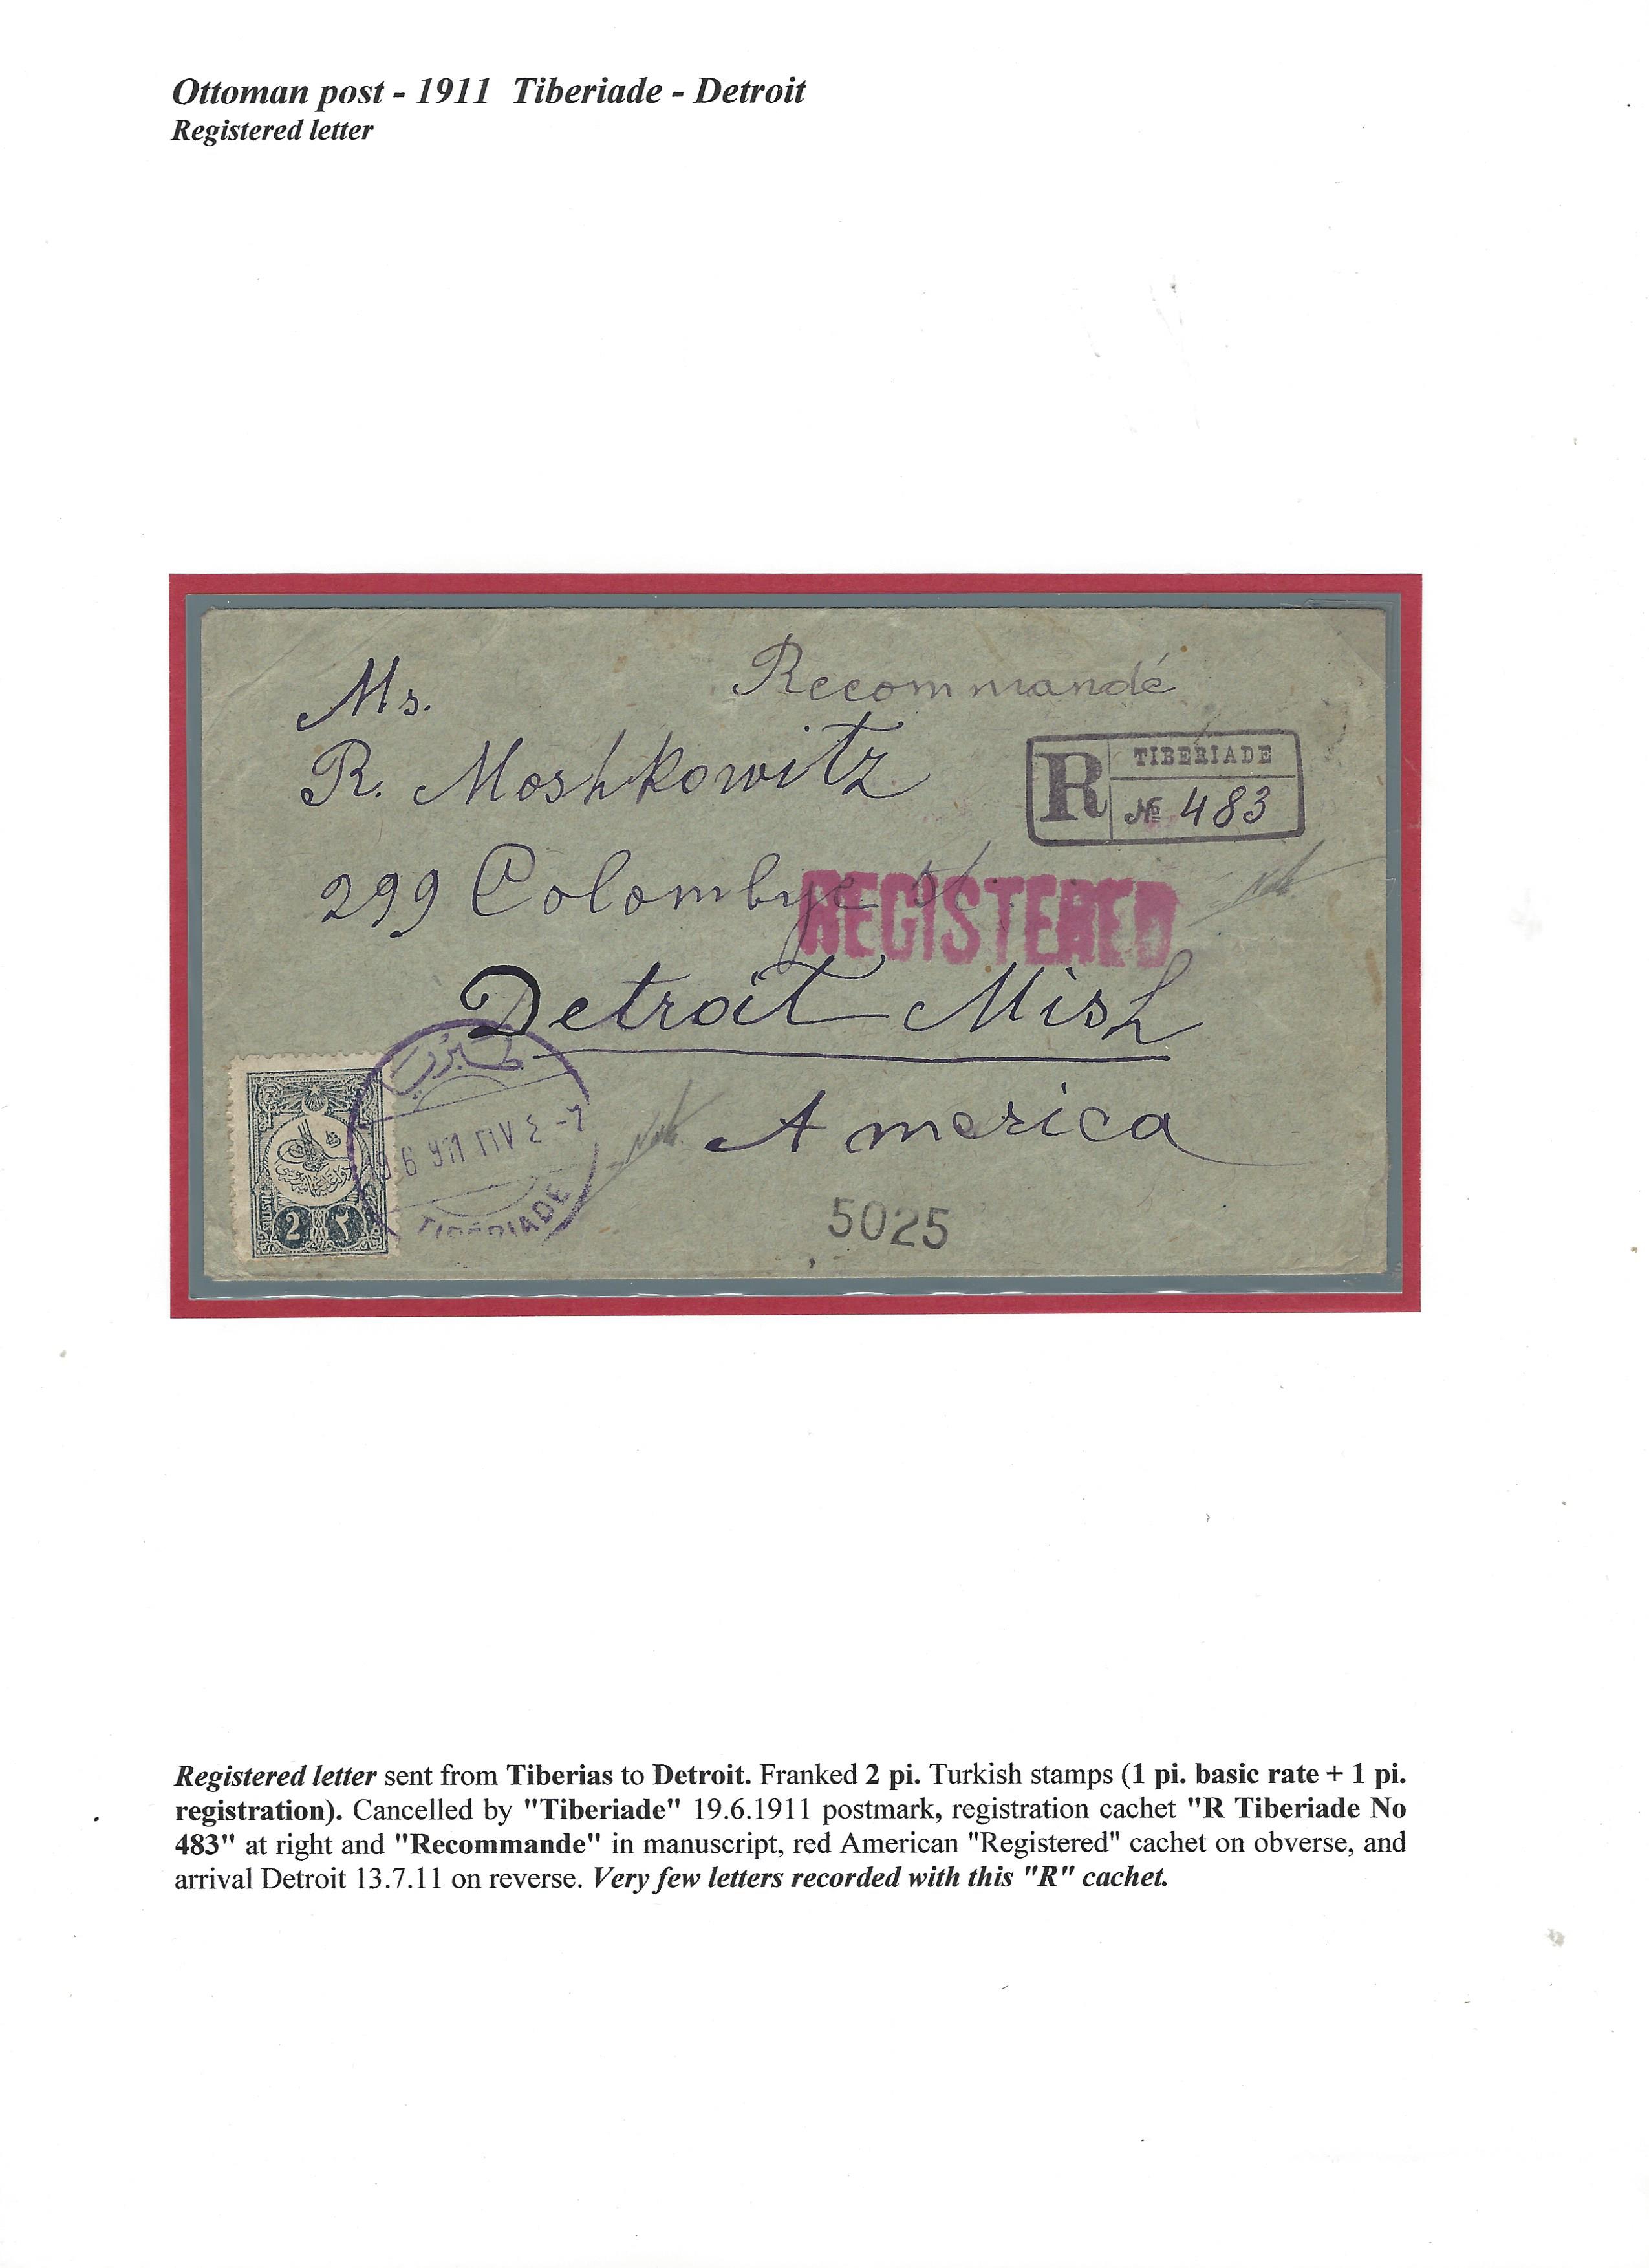 Ottoman post - 1911 Tiberiade - Detroit
Registered letter
Recommandé
Ms.
R. Moshkowitz
R TIBERIADE
№ 483
299 Colombye St
REGISTERED
Detroit Mish
America
طبريه
6 911
TIBERIADE
2 ٢
5025
Registered letter sent from Tiberias to Detroit. Franked 2 pi. Turkish stamps (1 pi. basic rate + 1 pi.
registration). Cancelled by "Tiberiade" 19.6.1911 postmark, registration cachet "R Tiberiade No
483" at right and "Recommande" in manuscript, red American "Registered" cachet on obverse, and
arrival Detroit 13.7.11 on reverse. Very few letters recorded with this "R" cachet.